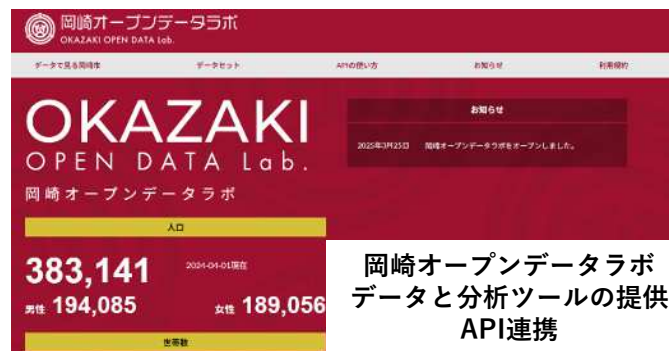 岡崎オープンデータラボ
OKAZAKI OPEN DATA Lab.
データで見る岡崎市
データセット
APIの使い方
お知らせ
利用規約
OKAZAKI
OPEN DATA Lab.
岡崎オープンデータラボ
お知らせ
2025年3月25日 岡崎オープンデータラボをオープンしました。
人口
383,141
2024-04-01現在
男性 194,085
女性 189,056
世帯数
岡崎オープンデータラボ
データと分析ツールの提供
API連携